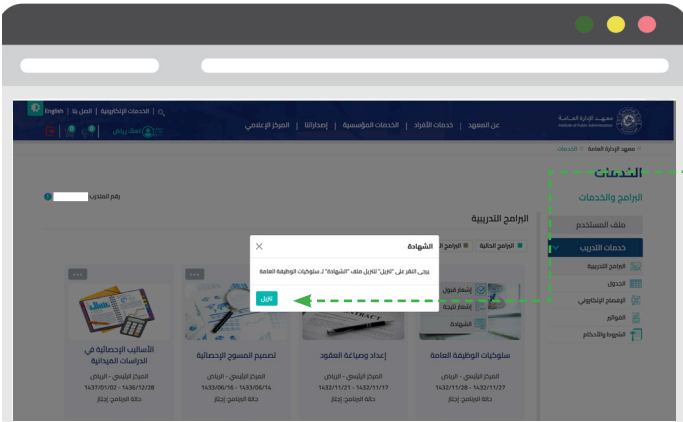 الخدمات الإلكترونية | اتصل بنا | English
معهد الإدارة العامة
Institute of Public Administration
عن المعهد | خدمات الأفراد | الخدمات المؤسسية | إصداراتنا | المركز الإعلامي
معهد الإدارة العامة الخدمات
الخدمات
البرامج والخدمات
رقم المتدرب
ملف المستخدم
خدمات التدريب
البرامج التدريبية
الجدول
الإفصاح الإلكتروني
الفواتير
الشروط والأحكام
البرامج التدريبية
البرامج الحالية
الشهادة
يرجى النقر على "تنزيل" لتنزيل ملف "الشهادة" لـ سلوكيات الوظيفة العامة
تنزيل
إشعار قبول
إشعار نتيجة
الشهادة
CONTRACT
سلوكيات الوظيفة العامة
المركز الرئيسي - الرياض
1432/11/28 - 1432/11/27
حالة البرنامج: إجتاز
إعداد وصياغة العقود
المركز الرئيسي - الرياض
1432/11/21 - 1432/11/17
حالة البرنامج: إجتاز
تصميم المسوح الإحصائية
المركز الرئيسي - الرياض
1433/06/16 - 1433/06/14
حالة البرنامج: إجتاز
الأساليب الإحصائية في
الدراسات الميدانية
المركز الرئيسي - الرياض
1437/01/02 - 1436/12/28
حالة البرنامج: إجتاز